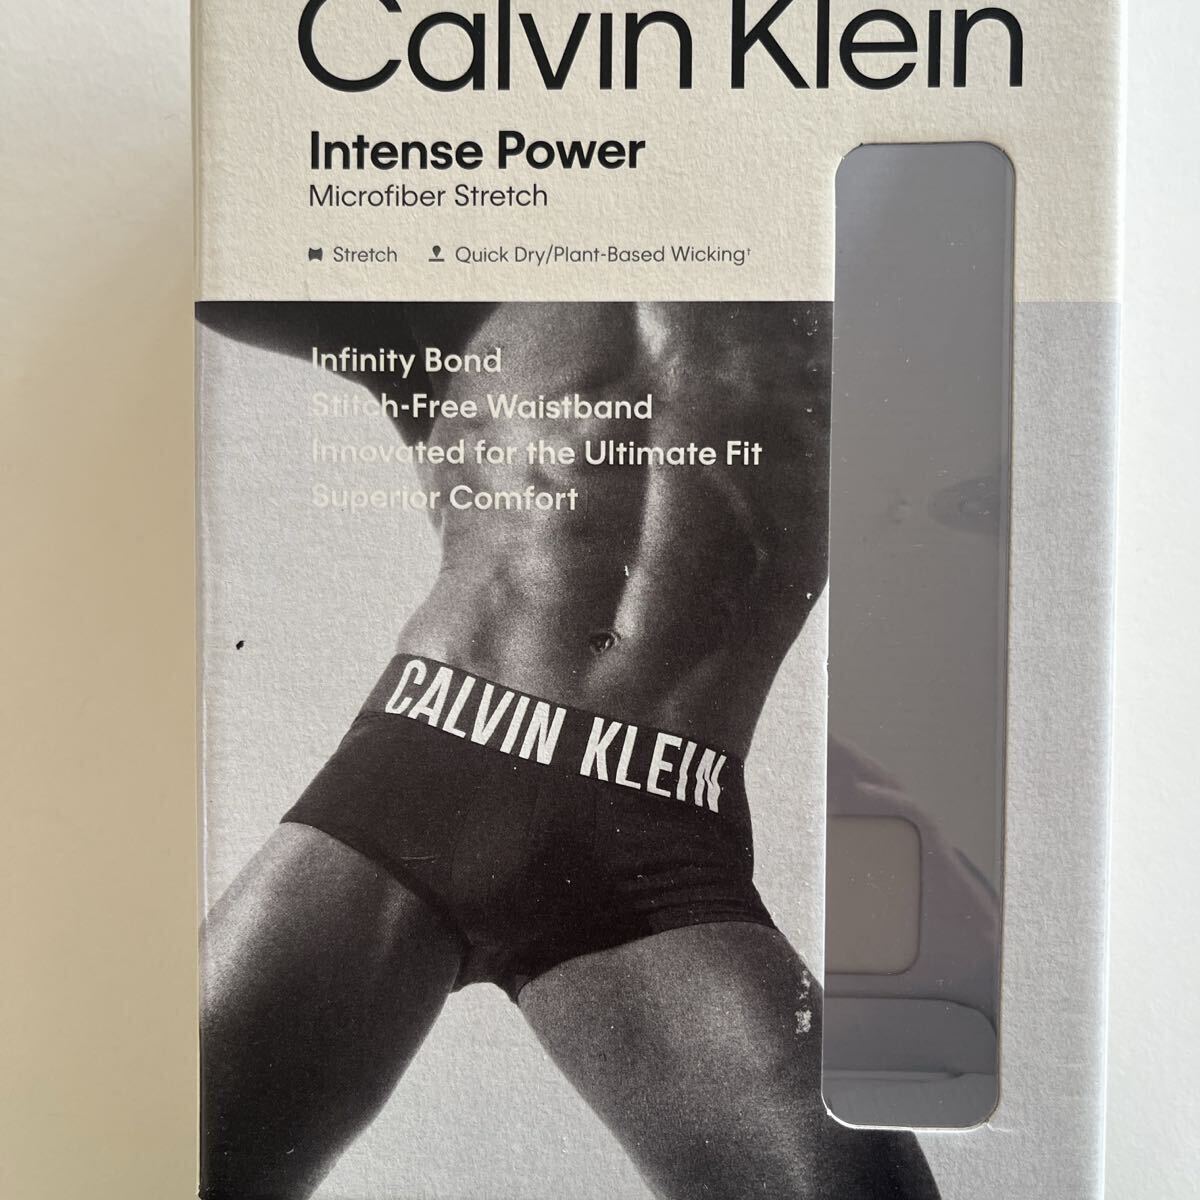 Calvin Klein
Intense Power
Microfiber Stretch
Stretch Quick Dry/Plant-Based Wicking†
Infinity Bond
Stitch-Free Waistband
Innovated for the Ultimate Fit
Superior Comfort
CALVIN KLEIN